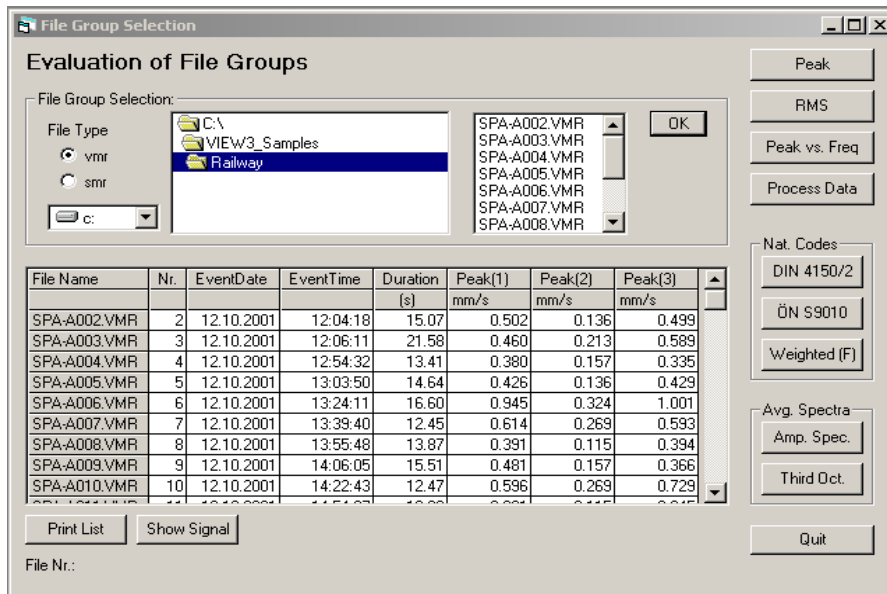 File Group Selection
Evaluation of File Groups
File Group Selection:
File Type
vmr
smr
c:
C:\
VIEW3_Samples
Railway
SPA-A002.VMR
SPA-A003.VMR
SPA-A004.VMR
SPA-A005.VMR
SPA-A006.VMR
SPA-A007.VMR
SPA-A008.VMR
OK
File Name Nr. EventDate EventTime Duration Peak(1) Peak(2) Peak(3)
(s) mm/s mm/s mm/s
SPA-A002.VMR 2 12.10.2001 12:04:18 15.07 0.502 0.136 0.499
SPA-A003.VMR 3 12.10.2001 12:06:11 21.58 0.460 0.213 0.589
SPA-A004.VMR 4 12.10.2001 12:54:32 13.41 0.380 0.157 0.335
SPA-A005.VMR 5 12.10.2001 13:03:50 14.64 0.426 0.136 0.429
SPA-A006.VMR 6 12.10.2001 13:24:11 16.60 0.945 0.324 1.001
SPA-A007.VMR 7 12.10.2001 13:39:40 12.45 0.614 0.269 0.593
SPA-A008.VMR 8 12.10.2001 13:55:48 13.87 0.391 0.115 0.394
SPA-A009.VMR 9 12.10.2001 14:06:05 15.51 0.481 0.157 0.366
SPA-A010.VMR 10 12.10.2001 14:22:43 12.47 0.596 0.269 0.729
Print List
Show Signal
File Nr.:
Peak
RMS
Peak vs. Freq
Process Data
Nat. Codes
DIN 4150/2
ÖN S9010
Weighted (F)
Avg. Spectra
Amp. Spec.
Third Oct.
Quit